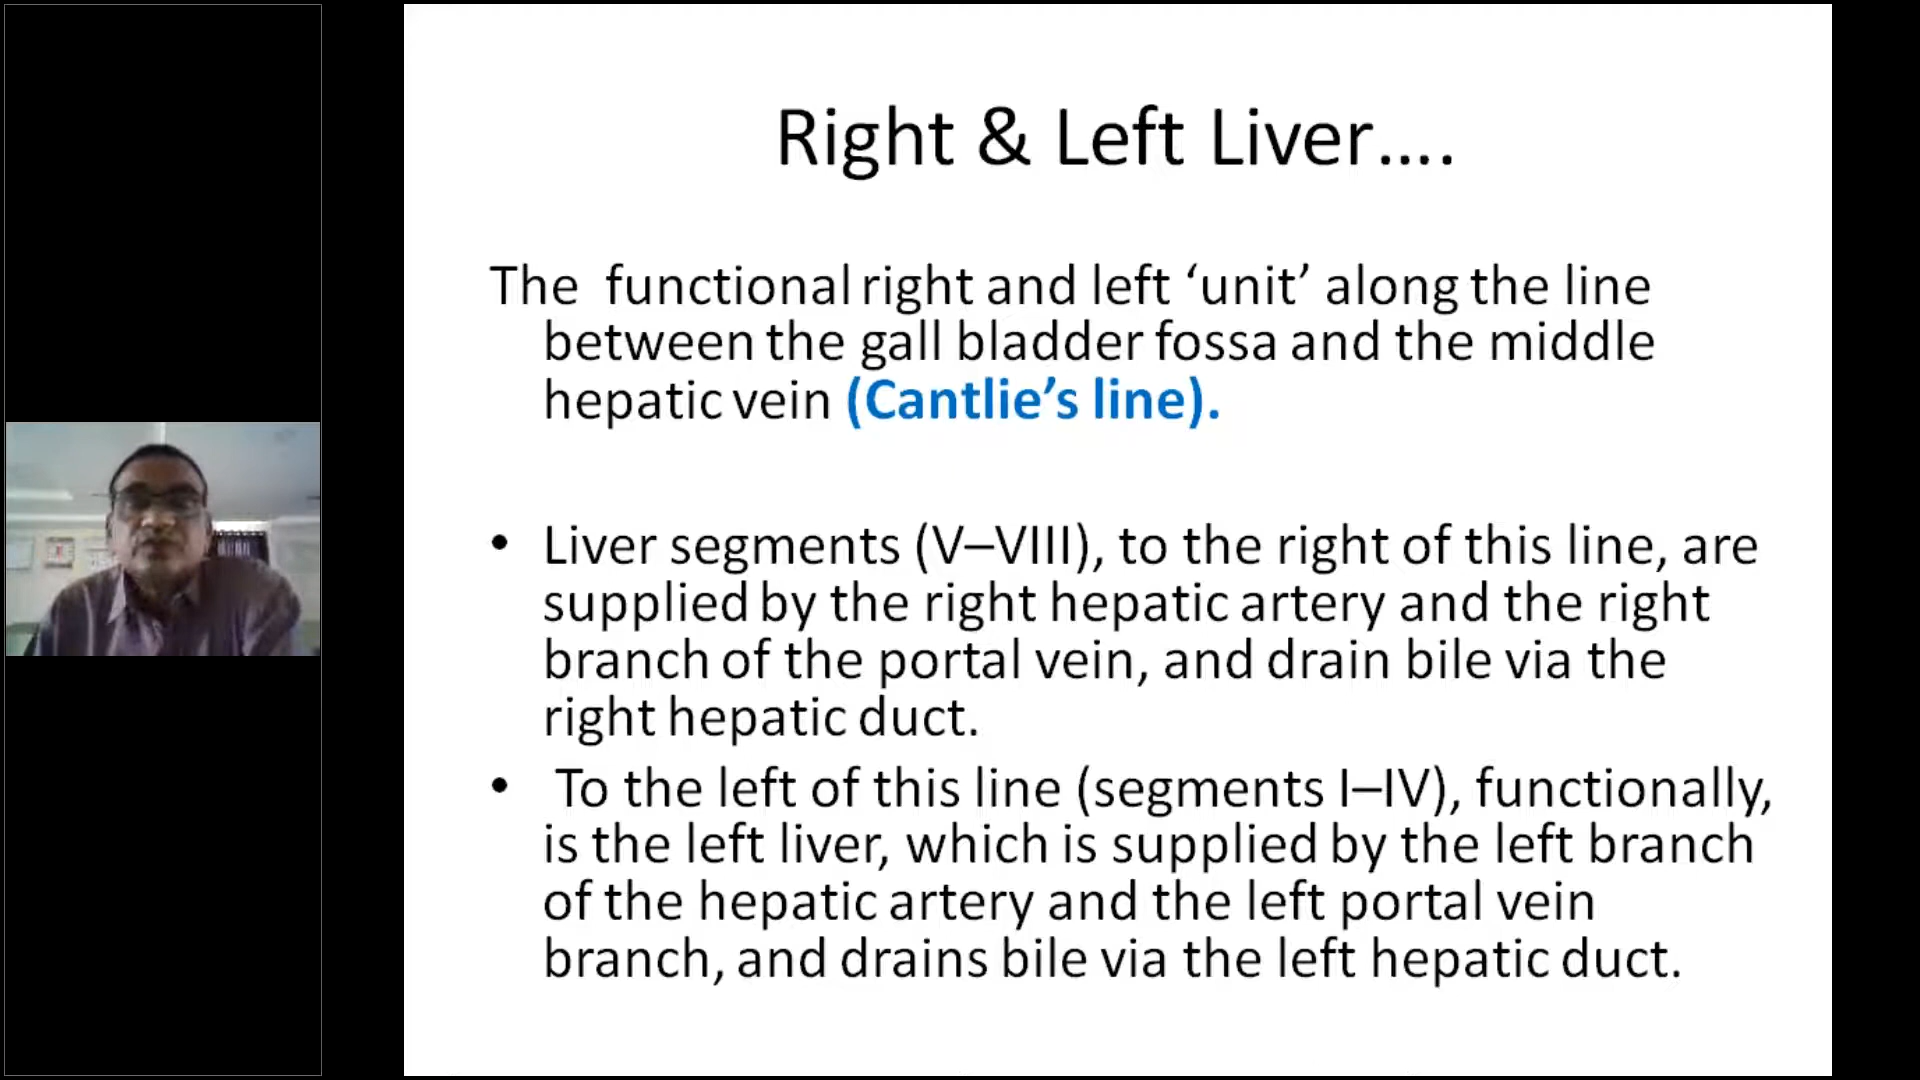 Right & Left Liver....
The functional right and left ‘unit’ along the line
between the gall bladder fossa and the middle
hepatic vein (Cantlie’s line).
• Liver segments (V–VIII), to the right of this line, are
supplied by the right hepatic artery and the right
branch of the portal vein, and drain bile via the
right hepatic duct.
• To the left of this line (segments I–IV), functionally,
is the left liver, which is supplied by the left branch
of the hepatic artery and the left portal vein
branch, and drains bile via the left hepatic duct.